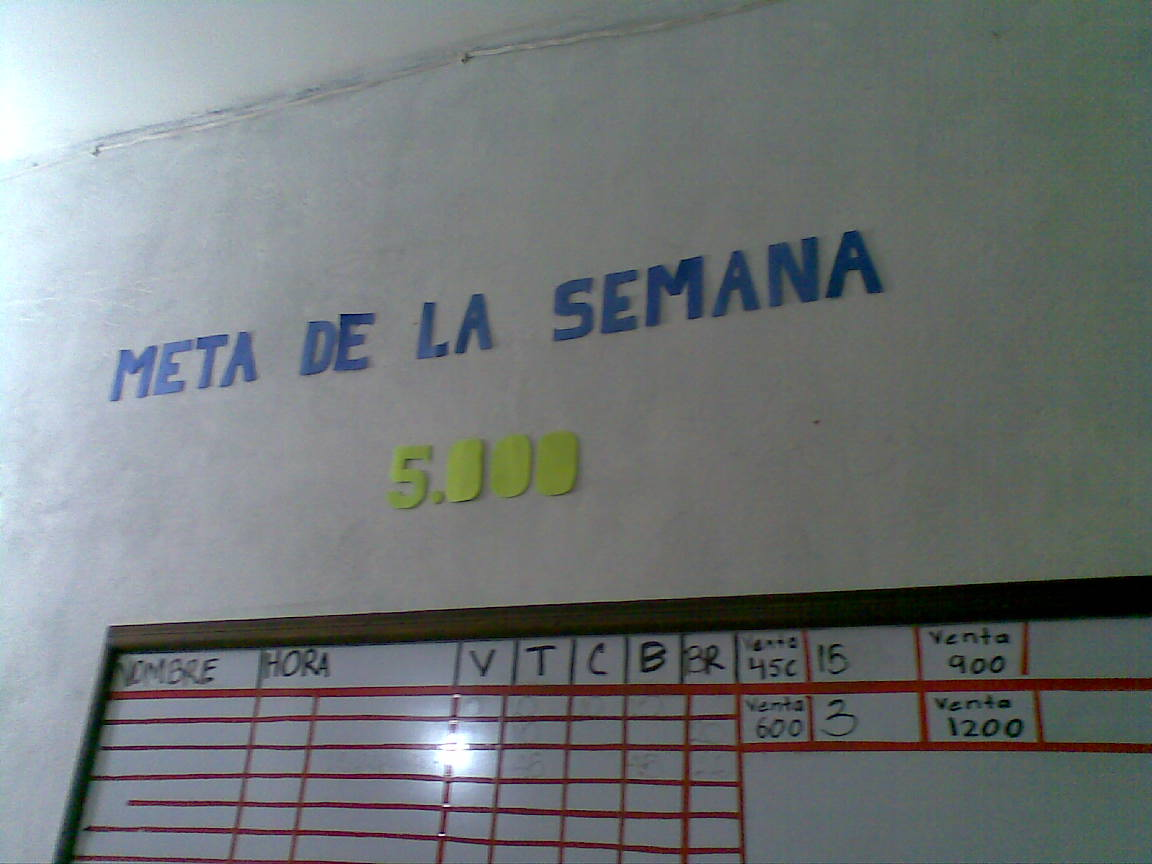 META DE LA SEMANA
5.000
NOMBRE HORA V T C B BR Venta 450 15 Venta 900
Venta 600 3 Venta 1200